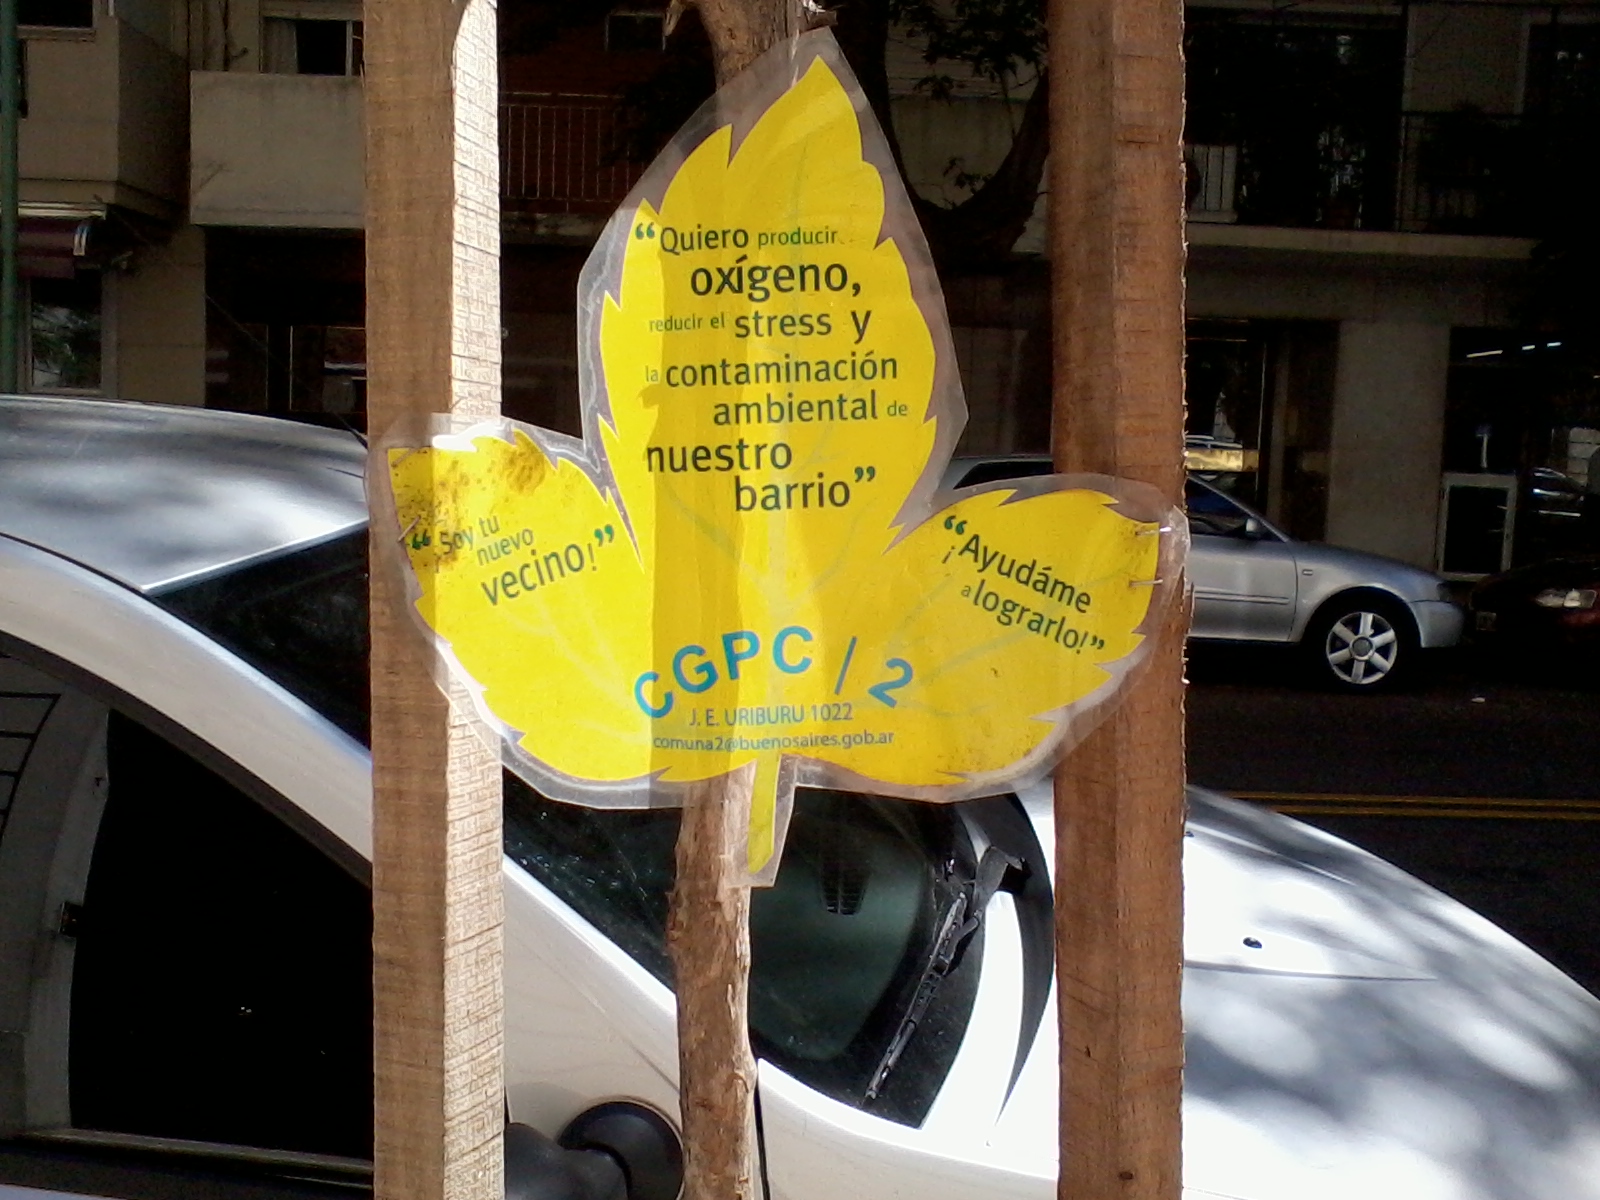 “Quiero producir
oxígeno,
reducir el stress y
la contaminación
ambiental de
nuestro
barrio”
“Soy tu
nuevo
vecino!”
“¡Ayudáme
a lograrlo!”
CGPC / 2
J. E. URIBURU 1022
comuna2@buenosaires.gob.ar